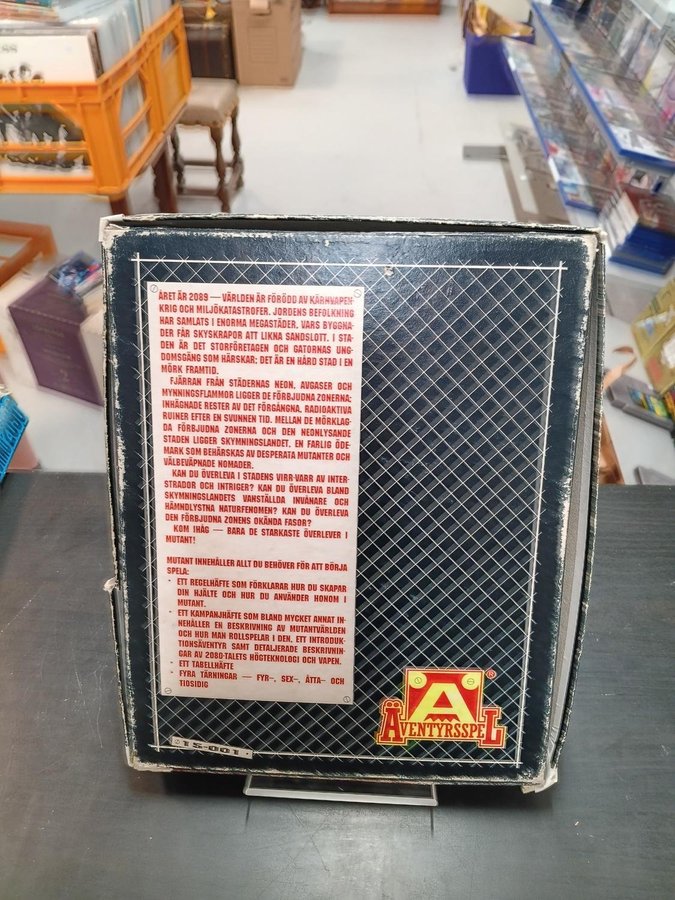 ÅRET ÄR 2089 — VÄRLDEN ÄR FÖRÖDD AV KÄRNVAPEN-
KRIG OCH MILJÖKATASTROFER. JORDENS BEFOLKNING
HAR SAMLATS I ENORMA MEGASTÄDER, VARS BYGGNA-
DER FÅR SKYSKRAPOR ATT LIKNA SANDSLOTT. I STA-
DEN ÄR DET STORFÖRETAGEN OCH GATORNAS UNG-
DOMSGÄNG SOM HÄRSKAR; DET ÄR EN HÅRD STAD I EN
MÖRK FRAMTID.
FJÄRRAN FRÅN STÄDERNAS NEON, AVGASER OCH
MYNNINGSFLAMMOR LIGGER DE FÖRBJUDNA ZONERNA,
INHÄGNADE RESTER AV DET FÖRGÅNGNA, RADIOAKTIVA
RUINER EFTER EN SVUNNEN TID. MELLAN DE MÖRKLAG-
DA FÖRBJUDNA ZONERNA OCH DEN NEONLYSANDE
STADEN LIGGER SKYMNINGSLANDET, EN FARLIG ÖDE-
MARK SOM BEHÄRSKAS AV DESPERATA MUTANTER OCH
VÄLBEVÄPNADE NOMADER.
KAN DU ÖVERLEVA I STADENS VIRR-VARR AV INTER-
STRADOR OCH INTRIGER? KAN DU ÖVERLEVA BLAND
SKYMNINGSLANDETS VANSTÄLLDA INVÅNARE OCH
HÄMNDLYSTNA NATURFENOMEN? KAN DU ÖVERLEVA
DEN FÖRBJUDNA ZONENS OKÄNDA FASOR?
KOM IHÅG — BARA DE STARKASTE ÖVERLEVER I
MUTANT!
MUTANT INNEHÅLLER ALLT DU BEHÖVER FÖR ATT BÖRJA
SPELA:
- ETT REGELHÄFTE SOM FÖRKLARAR HUR DU SKAPAR
DIN HJÄLTE OCH HUR DU ANVÄNDER HONOM I
MUTANT.
- ETT KAMPANJHÄFTE SOM BLAND MYCKET ANNAT IN-
NEHÅLLER EN BESKRIVNING AV MUTANTVÄRLDEN
OCH HUR MAN ROLLSPELAR I DEN, ETT INTRODUK-
TIONSÄVENTYR SAMT DETALJERADE BESKRIVNIN-
GAR AV 2080-TALETS HÖGTEKNOLOGI OCH VAPEN.
- ETT TABELLHÄFTE
- FYRA TÄRNINGAR — FYR-, SEX-, ÅTTA- OCH
TIOSIDIG
A ®
ÄVENTYRSSPEL
15-001